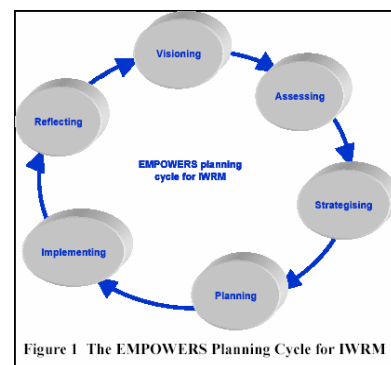 Visioning
Assessing
Reflecting
EMPOWERS planning
cycle for IWRM
Strategising
Implementing
Planning
Figure 1 The EMPOWERS Planning Cycle for IWRM